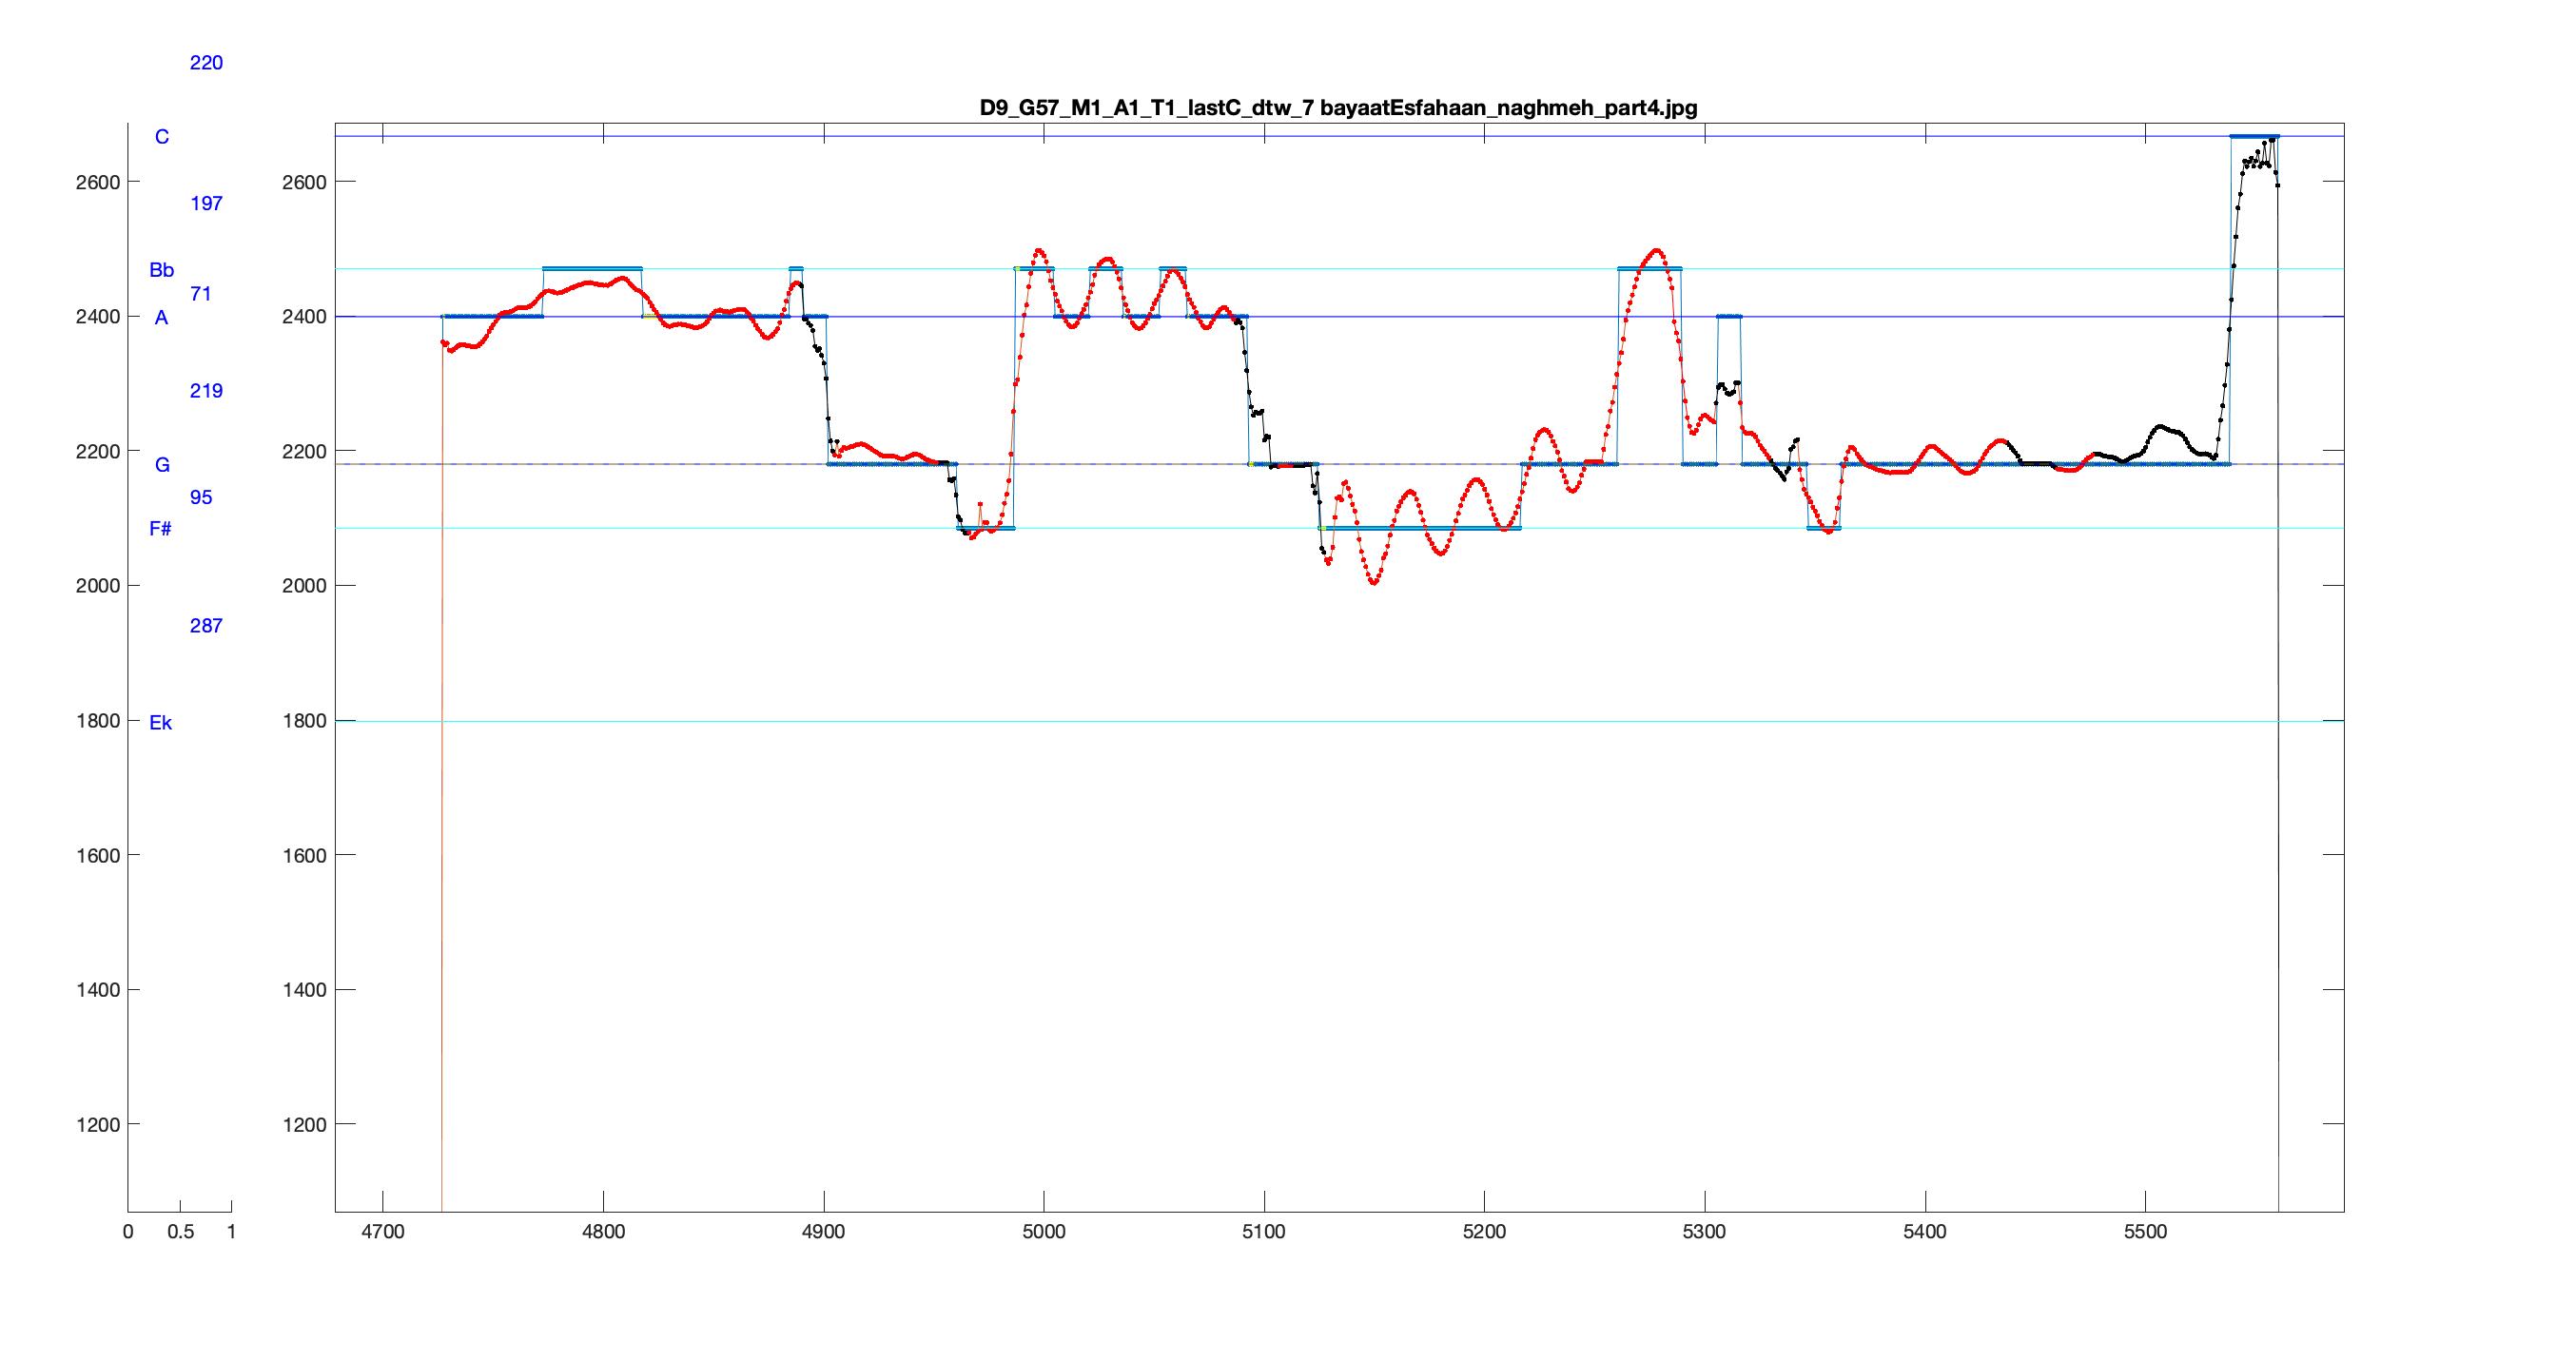 220
D9_G57_M1_A1_T1_lastC_dtw_7 bayaatEsfahaan_naghmeh_part4.jpg
C
2600 2600
197
Bb
71
2400 A 2400
219
2200 2200
G
95
F#
2000 2000
287
1800 Ek 1800
1600 1600
1400 1400
1200 1200
0 0.5 1 4700 4800 4900 5000 5100 5200 5300 5400 5500